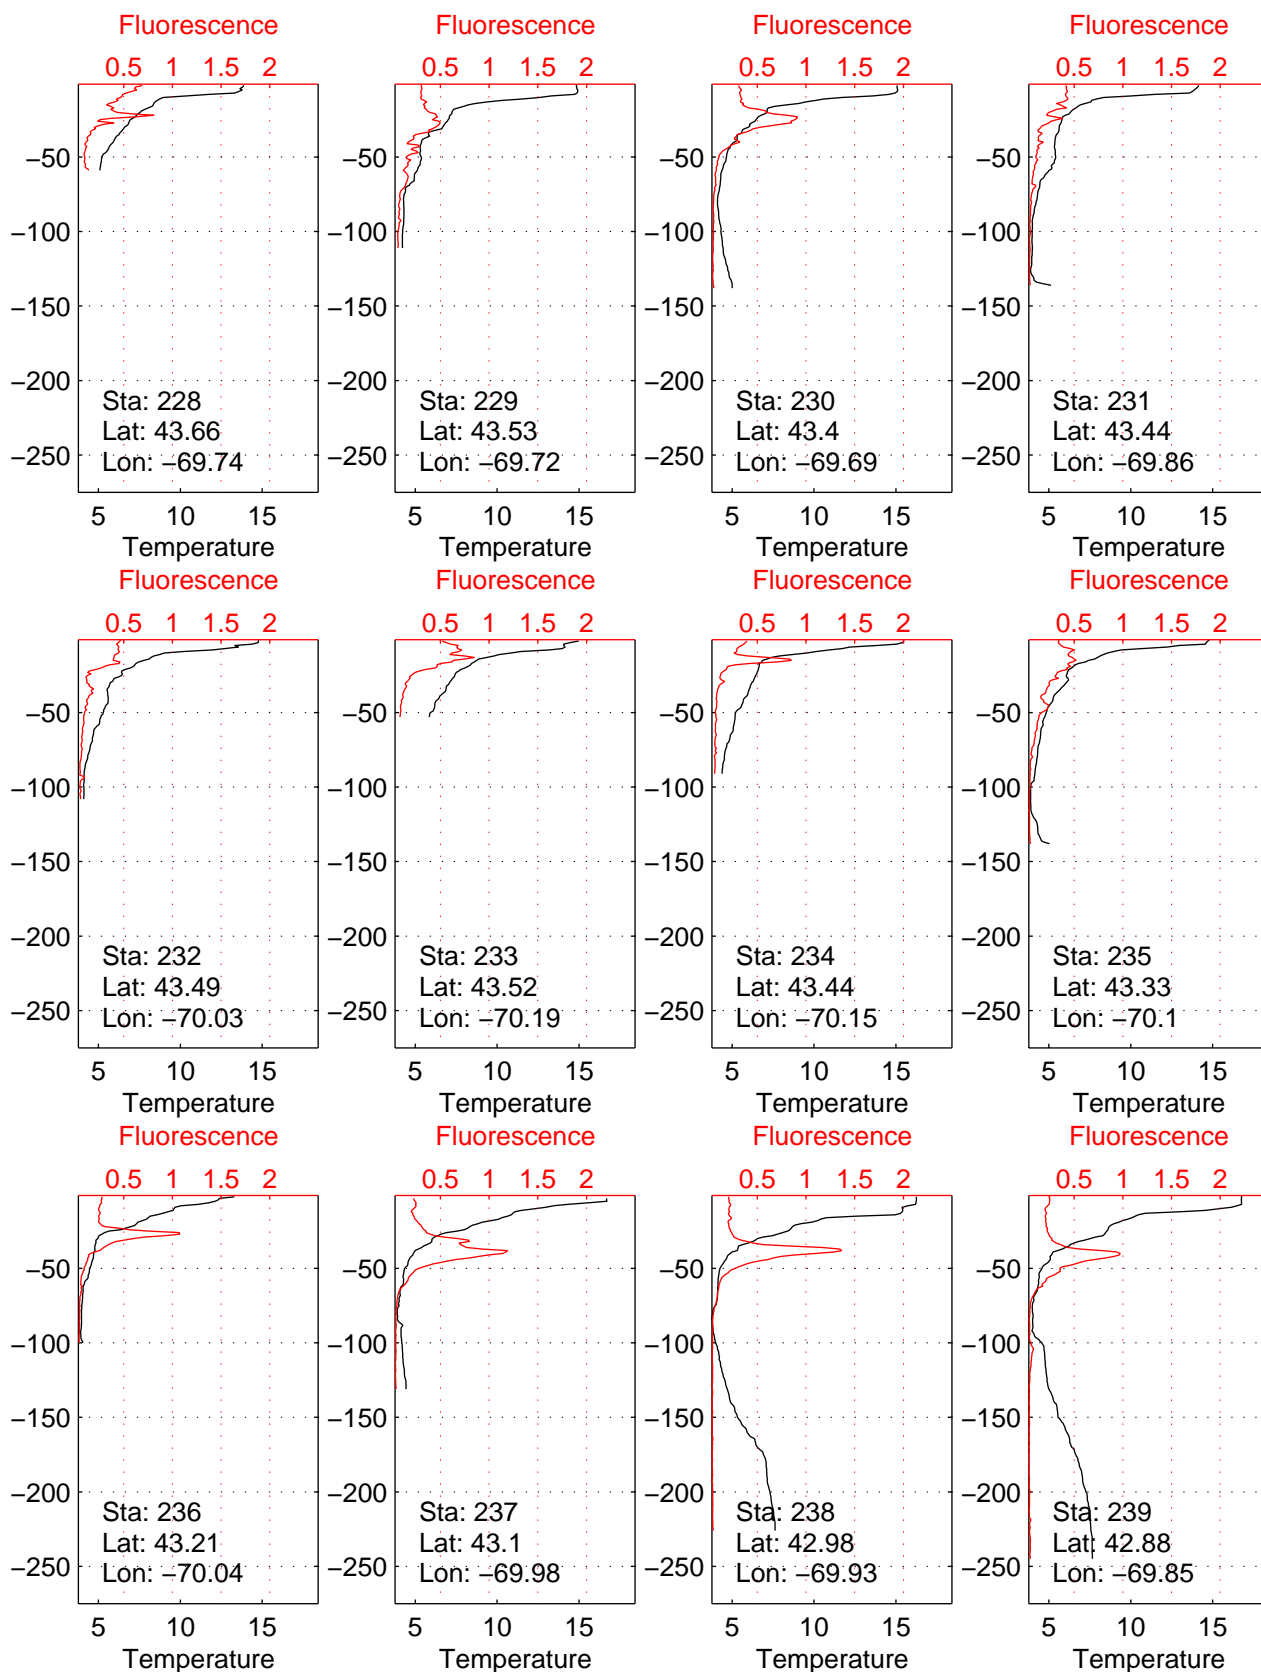 Fluorescence Fluorescence Fluorescence Fluorescence
0.5 1 1.5 2 0.5 1 1.5 2 0.5 1 1.5 2 0.5 1 1.5 2
−50 −50 −50 −50
−100 −100 −100 −100
−150 −150 −150 −150
−200 −200 −200 −200
Sta: 228 Sta: 229 Sta: 230 Sta: 231
Lat: 43.66 Lat: 43.53 Lat: 43.4 Lat: 43.44
−250 Lon: −69.74 −250 Lon: −69.72 −250 Lon: −69.69 −250 Lon: −69.86
5 10 15 5 10 15 5 10 15 5 10 15
Temperature Temperature Temperature Temperature
Fluorescence Fluorescence Fluorescence Fluorescence
0.5 1 1.5 2 0.5 1 1.5 2 0.5 1 1.5 2 0.5 1 1.5 2
−50 −50 −50 −50
−100 −100 −100 −100
−150 −150 −150 −150
−200 −200 −200 −200
Sta: 232 Sta: 233 Sta: 234 Sta: 235
Lat: 43.49 Lat: 43.52 Lat: 43.44 Lat: 43.33
−250 Lon: −70.03 −250 Lon: −70.19 −250 Lon: −70.15 −250 Lon: −70.1
5 10 15 5 10 15 5 10 15 5 10 15
Temperature Temperature Temperature Temperature
Fluorescence Fluorescence Fluorescence Fluorescence
0.5 1 1.5 2 0.5 1 1.5 2 0.5 1 1.5 2 0.5 1 1.5 2
−50 −50 −50 −50
−100 −100 −100 −100
−150 −150 −150 −150
−200 −200 −200 −200
Sta: 236 Sta: 237 Sta: 238 Sta: 239
Lat: 43.21 Lat: 43.1 Lat: 42.98 Lat: 42.88
−250 Lon: −70.04 −250 Lon: −69.98 −250 Lon: −69.93 −250 Lon: −69.85
5 10 15 5 10 15 5 10 15 5 10 15
Temperature Temperature Temperature Temperature